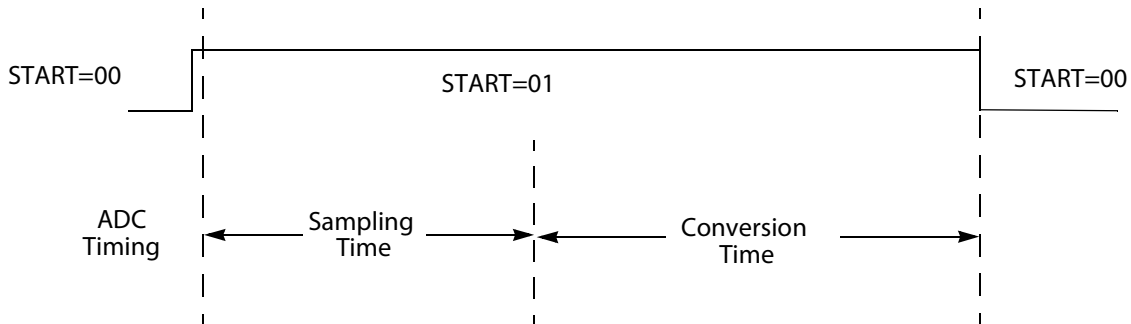 START=00
START=01
START=00
ADC
Timing
Sampling
Time
Conversion
Time